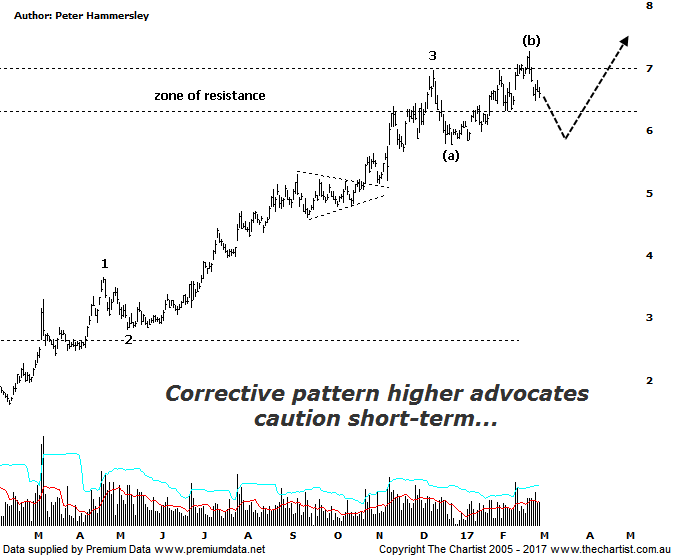 Author: Peter Hammersley
8
(b)
3
7
zone of resistance
6
(a)
5
4
1
3
2
2
Corrective pattern higher advocates
caution short-term...
M A M J J A S O N D 17 F M A M
Data supplied by Premium Data www.premiumdata.net
Copyright The Chartist 2005 - 2017 www.thechartist.com.au